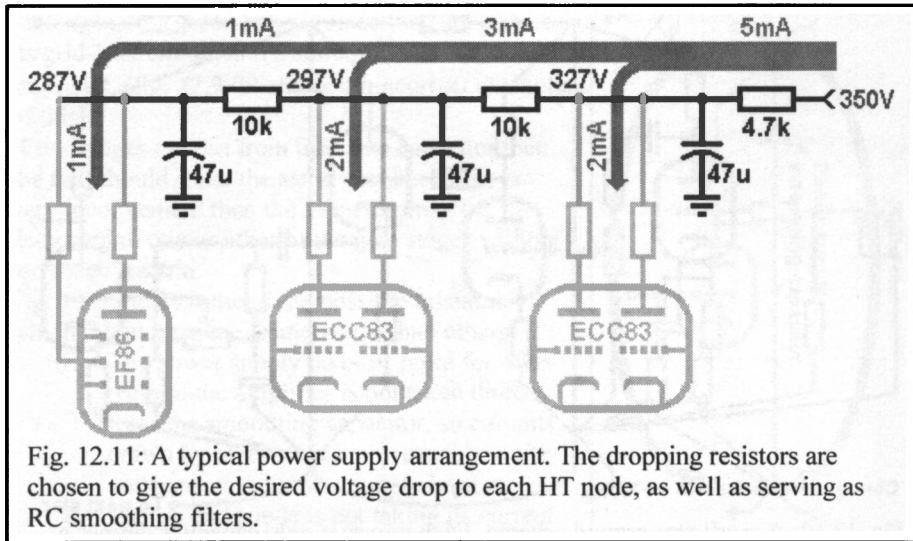 1mA 3mA 5mA
287V 297V 327V 350V
10k 10k 4.7k
1mA 2mA 2mA
47u 47u 47u
EF86 ECC83 ECC83
Fig. 12.11: A typical power supply arrangement. The dropping resistors are
chosen to give the desired voltage drop to each HT node, as well as serving as
RC smoothing filters.